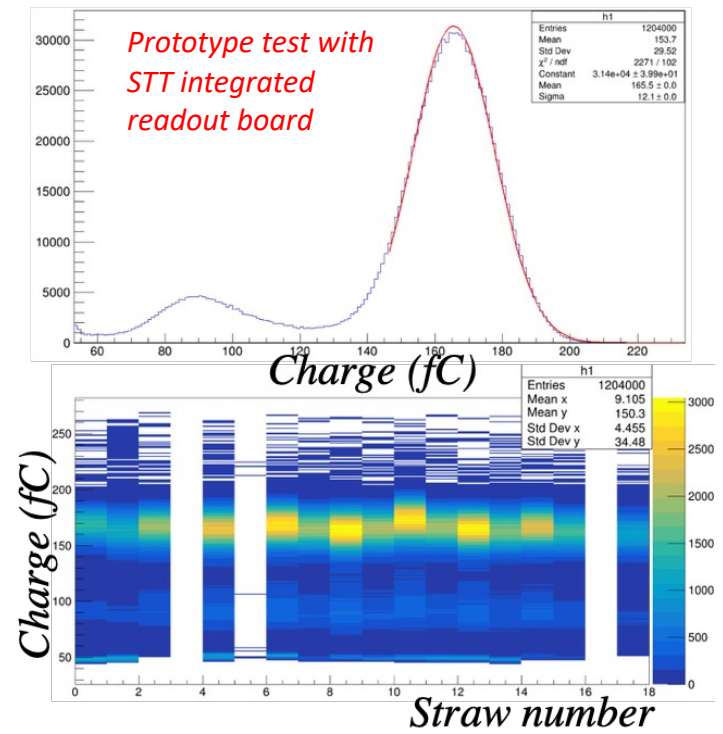 h1
Entries 1204000
Mean 153.7
Std Dev 29.52
χ² / ndf 2271 / 102
Constant 3.14e+04 ± 3.99e+01
Mean 165.5 ± 0.0
Sigma 12.1 ± 0.0
Prototype test with
STT integrated
readout board
30000
25000
20000
15000
10000
5000
0
60 80 100 120 140 160 180 200 220
Charge (fC)
h1
Entries 1204000
Mean x 9.105
Mean y 150.3
Std Dev x 4.455
Std Dev y 34.48
Charge (fC)
250
200
150
100
50
0 2 4 6 8 10 12 14 16 18
3000
2500
2000
1500
1000
500
0
Straw number